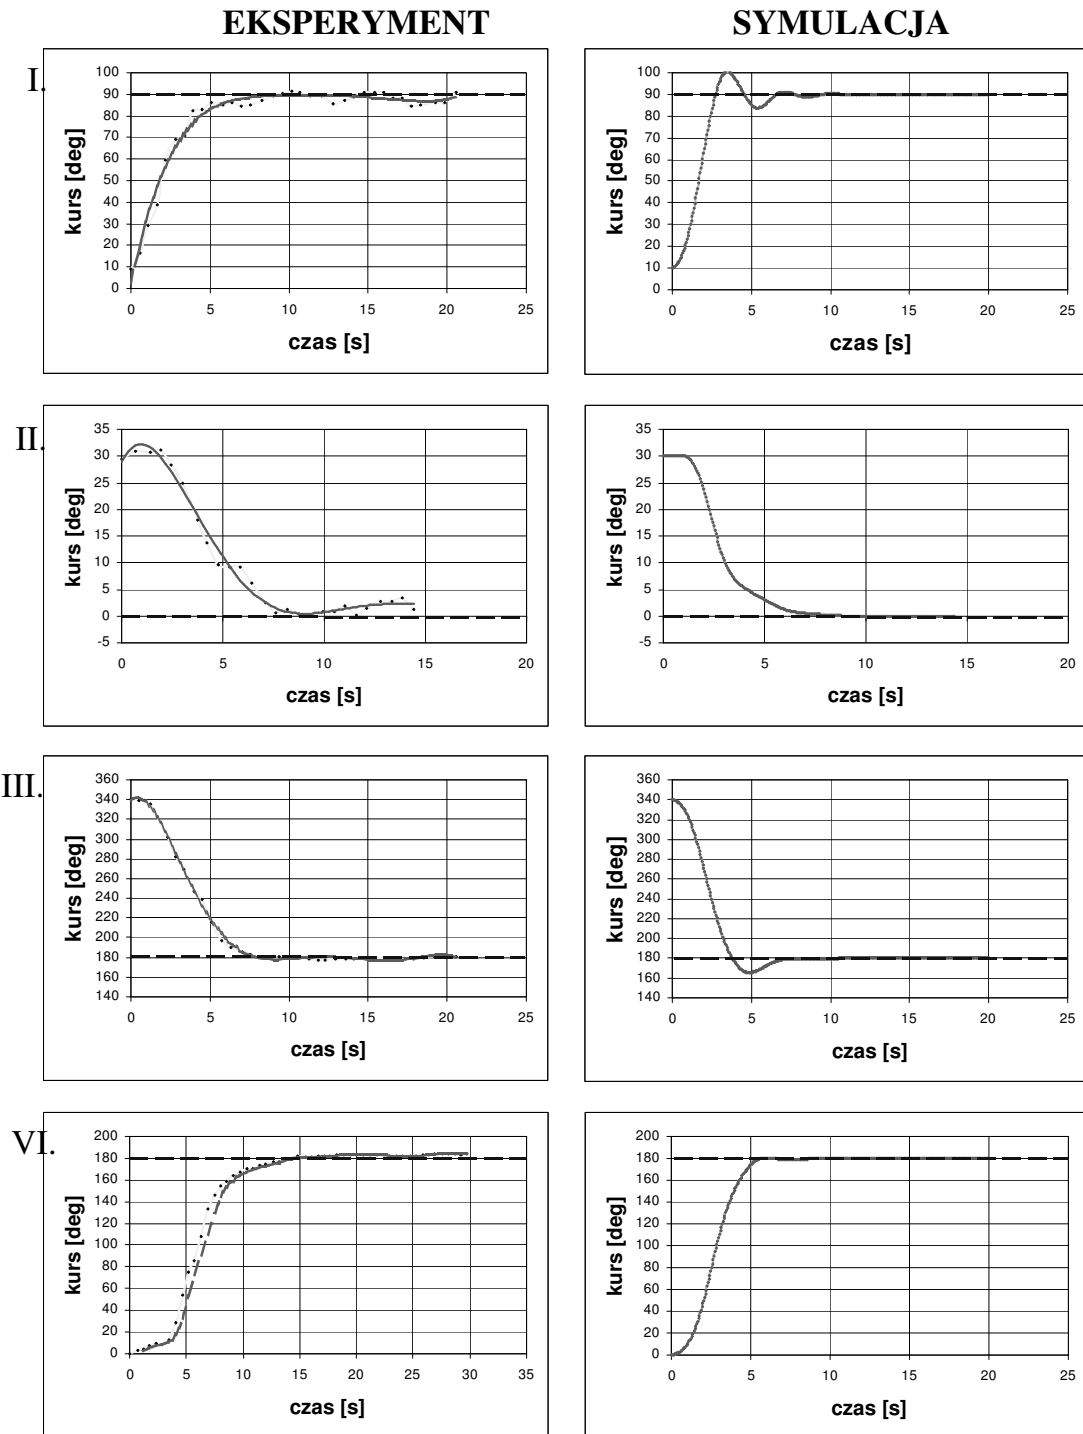 EKSPERYMENT SYMULACJA
I.
100
90
80
70
60
50
40
30
20
10
0
kurs [deg]
0 5 10 15 20 25
czas [s]
100
90
80
70
60
50
40
30
20
10
0
kurs [deg]
0 5 10 15 20 25
czas [s]
II.
35
30
25
20
15
10
5
0
-5
kurs [deg]
0 5 10 15 20
czas [s]
35
30
25
20
15
10
5
0
-5
kurs [deg]
0 5 10 15 20
czas [s]
III.
360
340
320
300
280
260
240
220
200
180
160
140
kurs [deg]
0 5 10 15 20 25
czas [s]
360
340
320
300
280
260
240
220
200
180
160
140
kurs [deg]
0 5 10 15 20 25
czas [s]
VI.
200
180
160
140
120
100
80
60
40
20
0
kurs [deg]
0 5 10 15 20 25 30 35
czas [s]
200
180
160
140
120
100
80
60
40
20
0
kurs [deg]
0 5 10 15 20 25
czas [s]